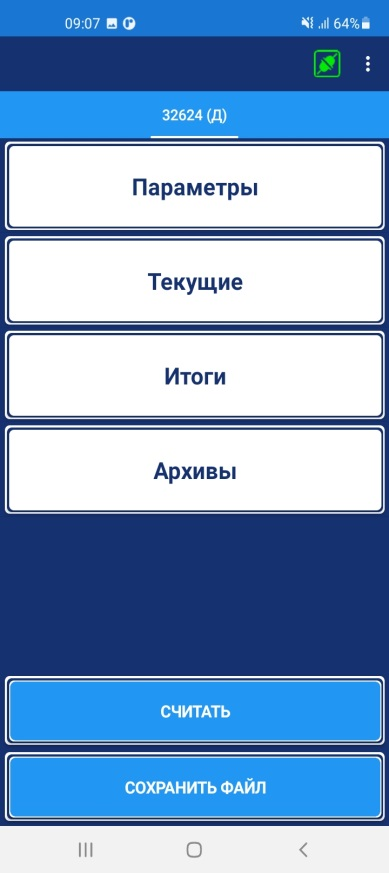 09:07 64%
32624 (Д)
Параметры
Текущие
Итоги
Архивы
СЧИТАТЬ
СОХРАНИТЬ ФАЙЛ